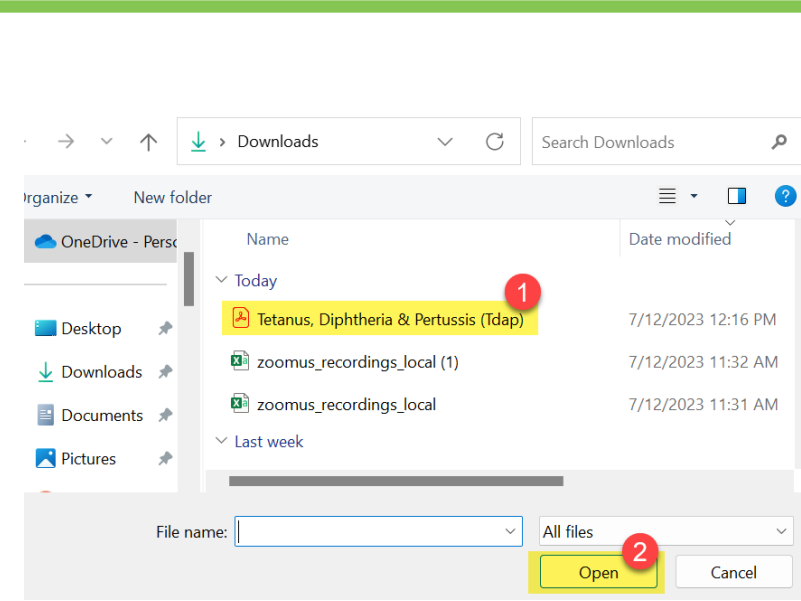 Downloads
Search Downloads
Organize New folder
?
OneDrive - Perso
Name Date modified
Today
1
Tetanus, Diphtheria & Pertussis (Tdap) 7/12/2023 12:16 PM
zoomus_recordings_local (1) 7/12/2023 11:32 AM
zoomus_recordings_local 7/12/2023 11:31 AM
Last week
Desktop
Downloads
Documents
Pictures
File name:
All files
2
Open Cancel